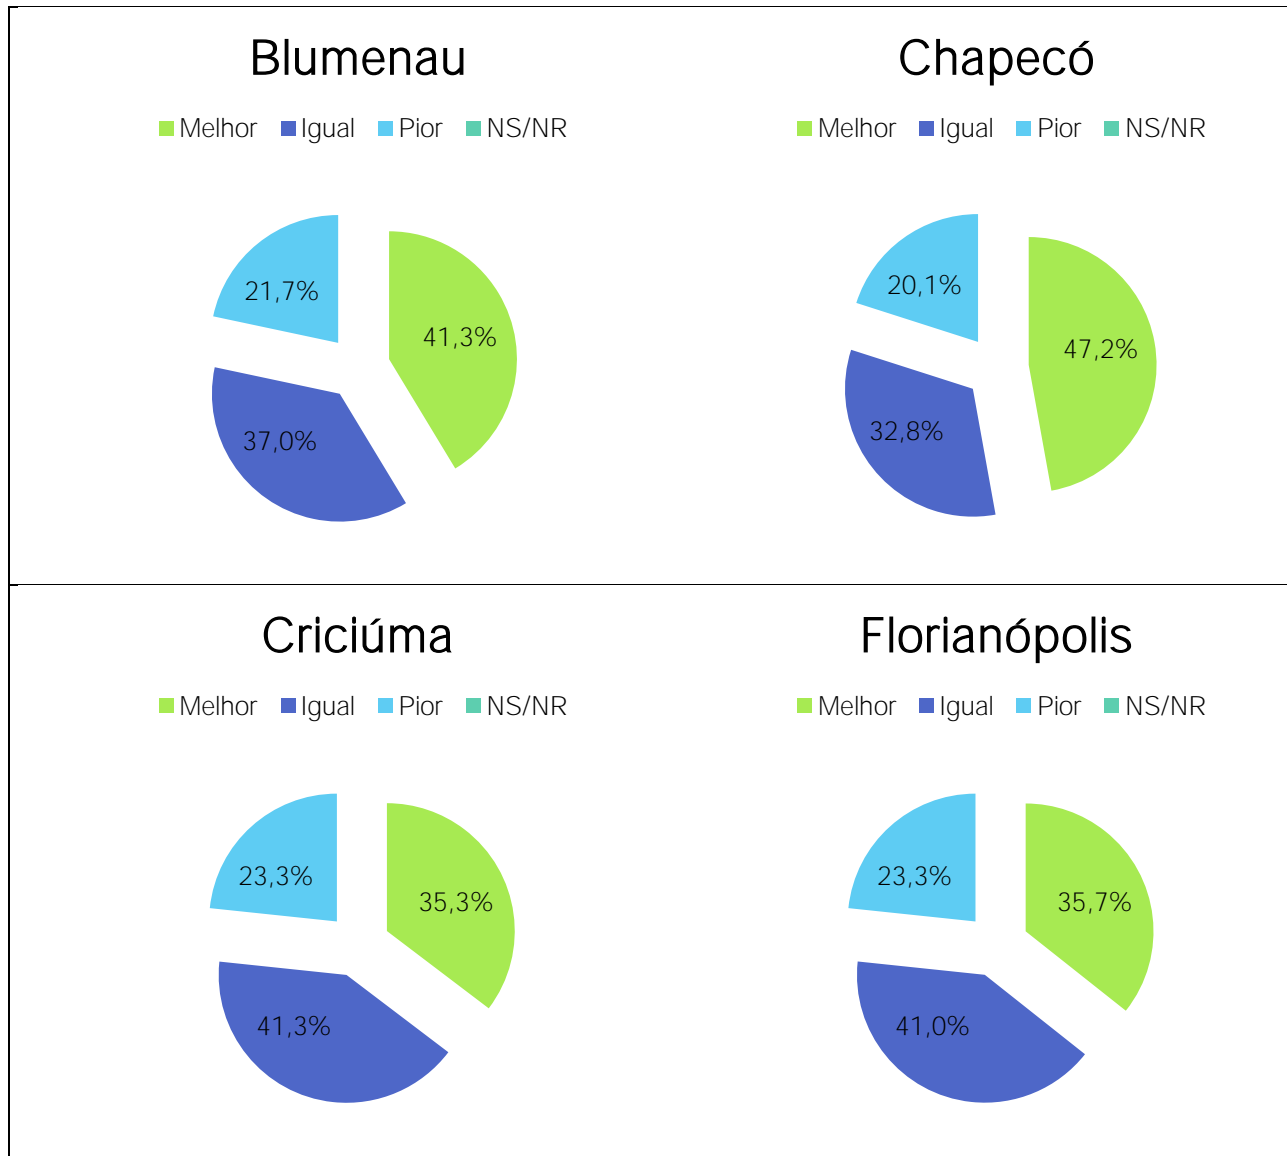 Blumenau
Melhor Igual Pior NS/NR
21,7%
41,3%
37,0%
Chapecó
Melhor Igual Pior NS/NR
20,1%
47,2%
32,8%
Criciúma
Melhor Igual Pior NS/NR
23,3%
35,3%
41,3%
Florianópolis
Melhor Igual Pior NS/NR
23,3%
35,7%
41,0%